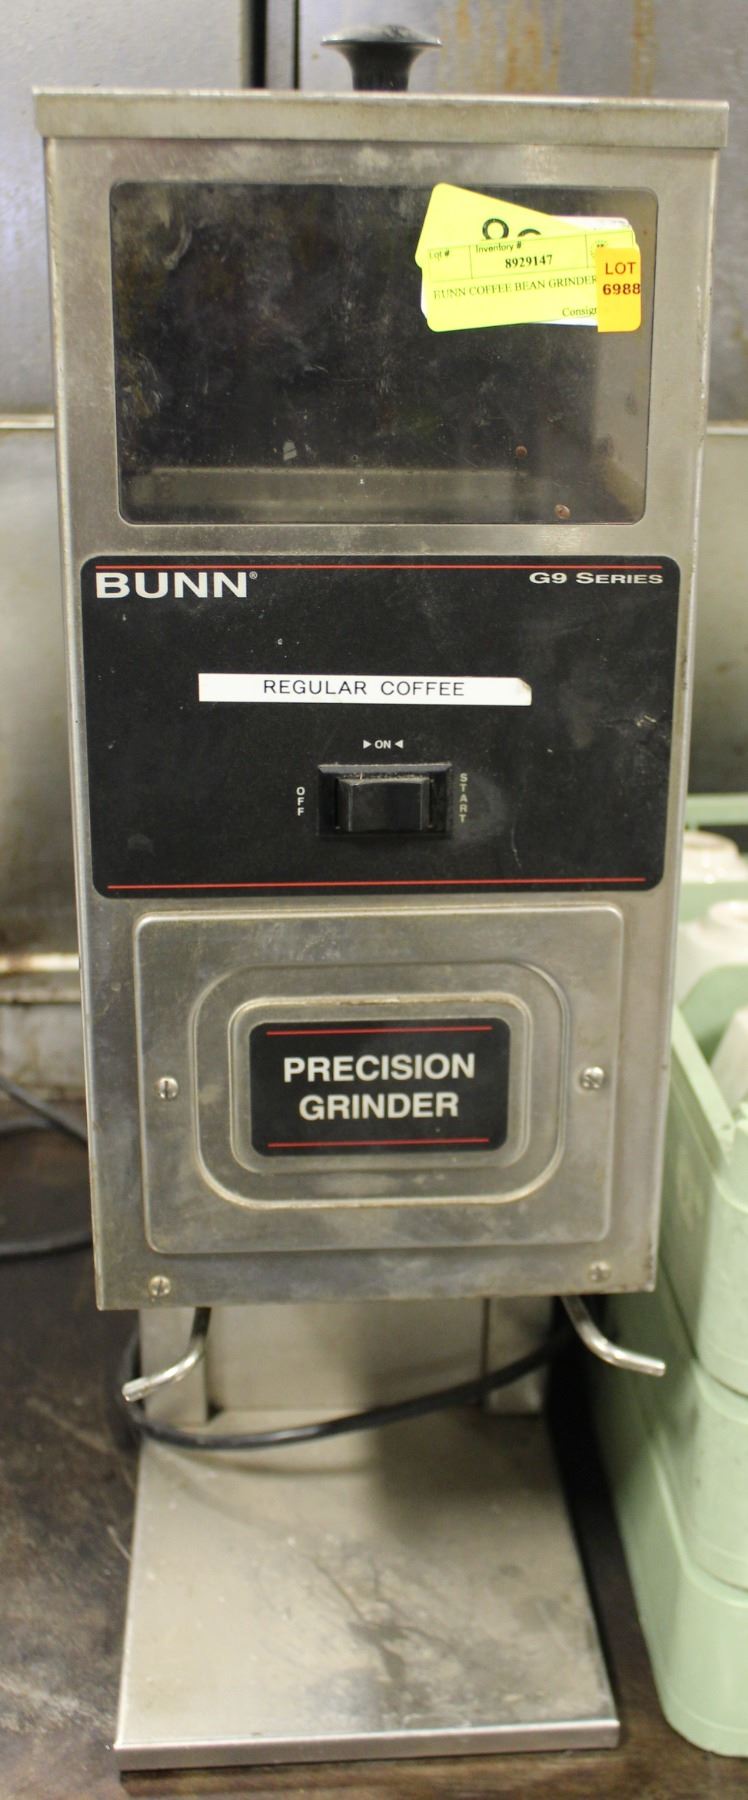 Lot # Inventory #
8929147
BUNN COFFEE BEAN GRINDER
Consign
LOT
6988
BUNN® G9 SERIES
REGULAR COFFEE
▶ON◀
OFF
START
PRECISION
GRINDER